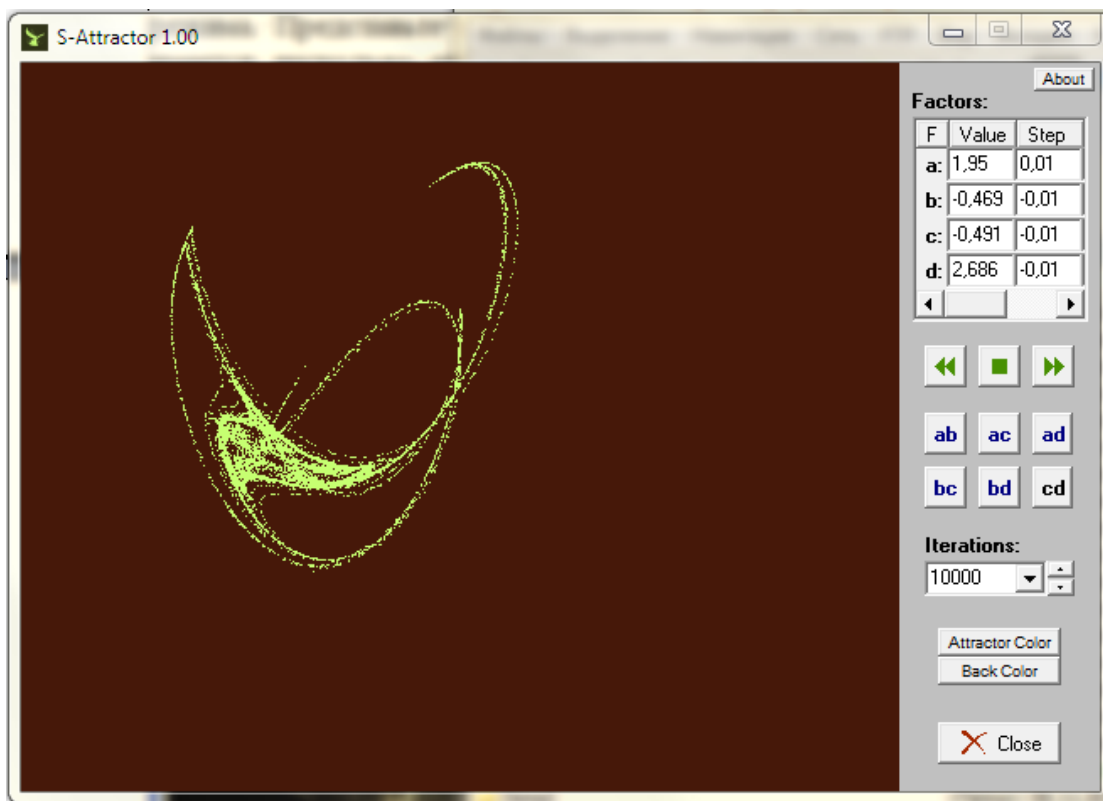 S-Attractor 1.00
About
Factors:
F Value Step
a: 1,95 0,01
b: -0,469 -0,01
c: -0,491 -0,01
d: 2,686 -0,01
ab ac ad
bc bd cd
Iterations:
10000
Attractor Color
Back Color
Close